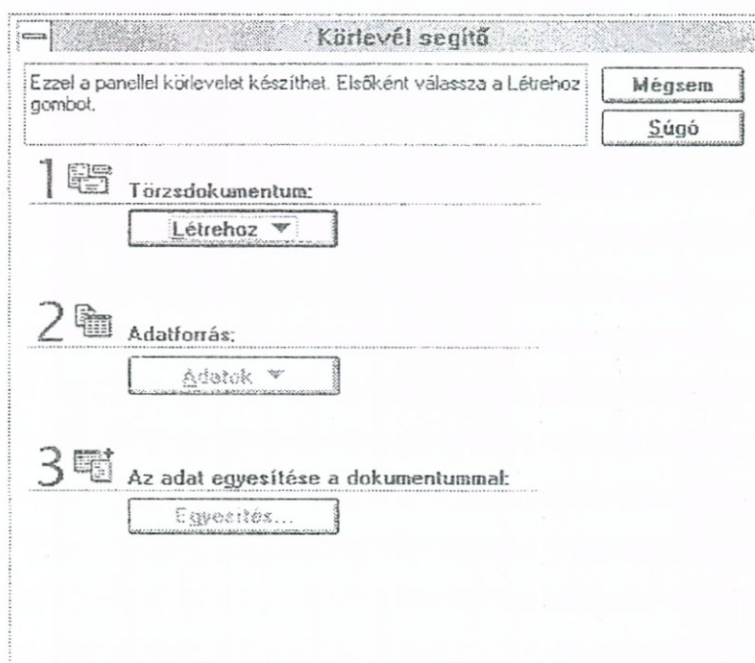 Körlevél segítő
Ezzel a panellel körlevelet készíthet. Elsőként válassza a Létrehoz
gombot.
Mégsem
Súgó
1 Törzsdokumentum:
Létrehoz
2 Adatforrás:
Adatok
3 Az adat egyesítése a dokumentummal:
Egyesítés...